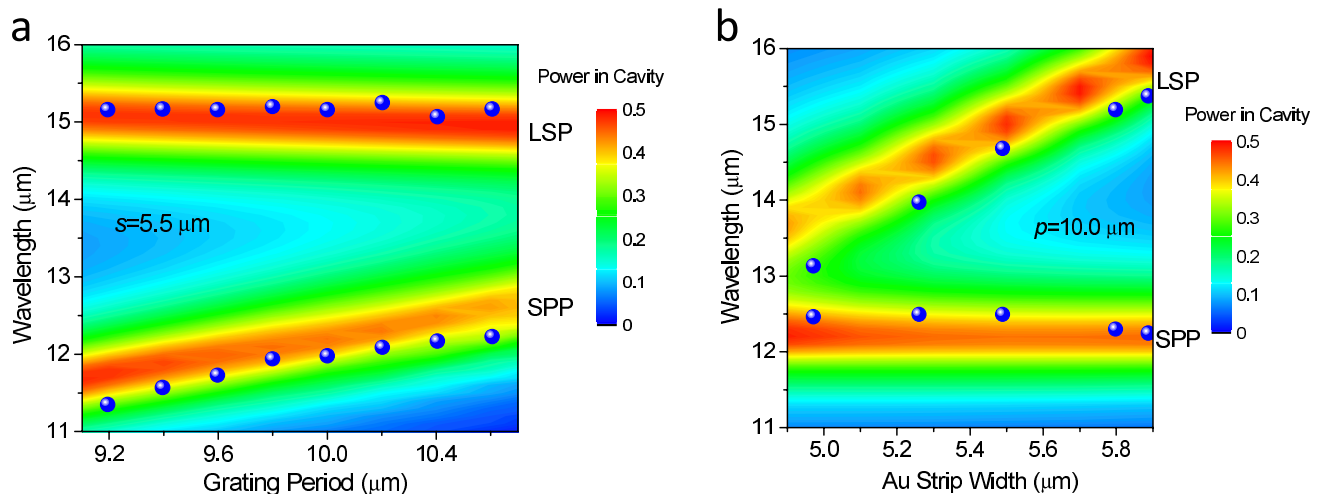 a
16
15
14
13
12
11
Wavelength (μm)
s=5.5 μm
9.2
9.6
10.0
10.4
Grating Period (μm)
LSP
SPP
Power in Cavity
0.5
0.4
0.3
0.2
0.1
0
b
16
15
14
13
12
11
Wavelength (μm)
p=10.0 μm
5.0
5.2
5.4
5.6
5.8
Au Strip Width (μm)
LSP
SPP
Power in Cavity
0.5
0.4
0.3
0.2
0.1
0